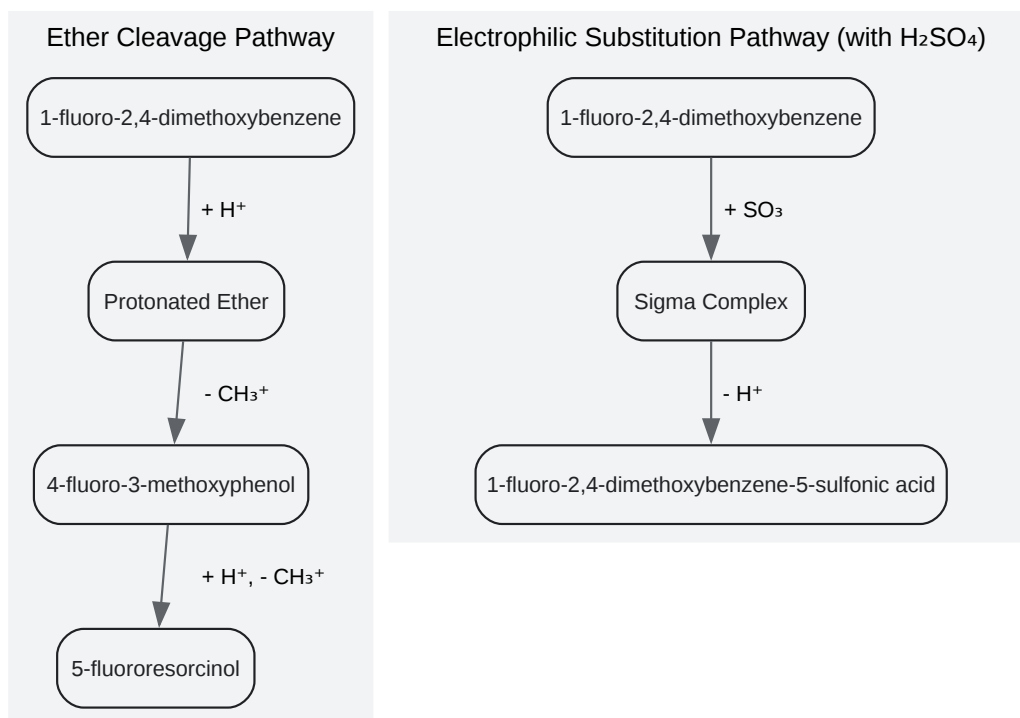 Ether Cleavage Pathway
1-fluoro-2,4-dimethoxybenzene
+ H⁺
Protonated Ether
- CH₃⁺
4-fluoro-3-methoxyphenol
+ H⁺, - CH₃⁺
5-fluororesorcinol
Electrophilic Substitution Pathway (with H₂SO₄)
1-fluoro-2,4-dimethoxybenzene
+ SO₃
Sigma Complex
- H⁺
1-fluoro-2,4-dimethoxybenzene-5-sulfonic acid